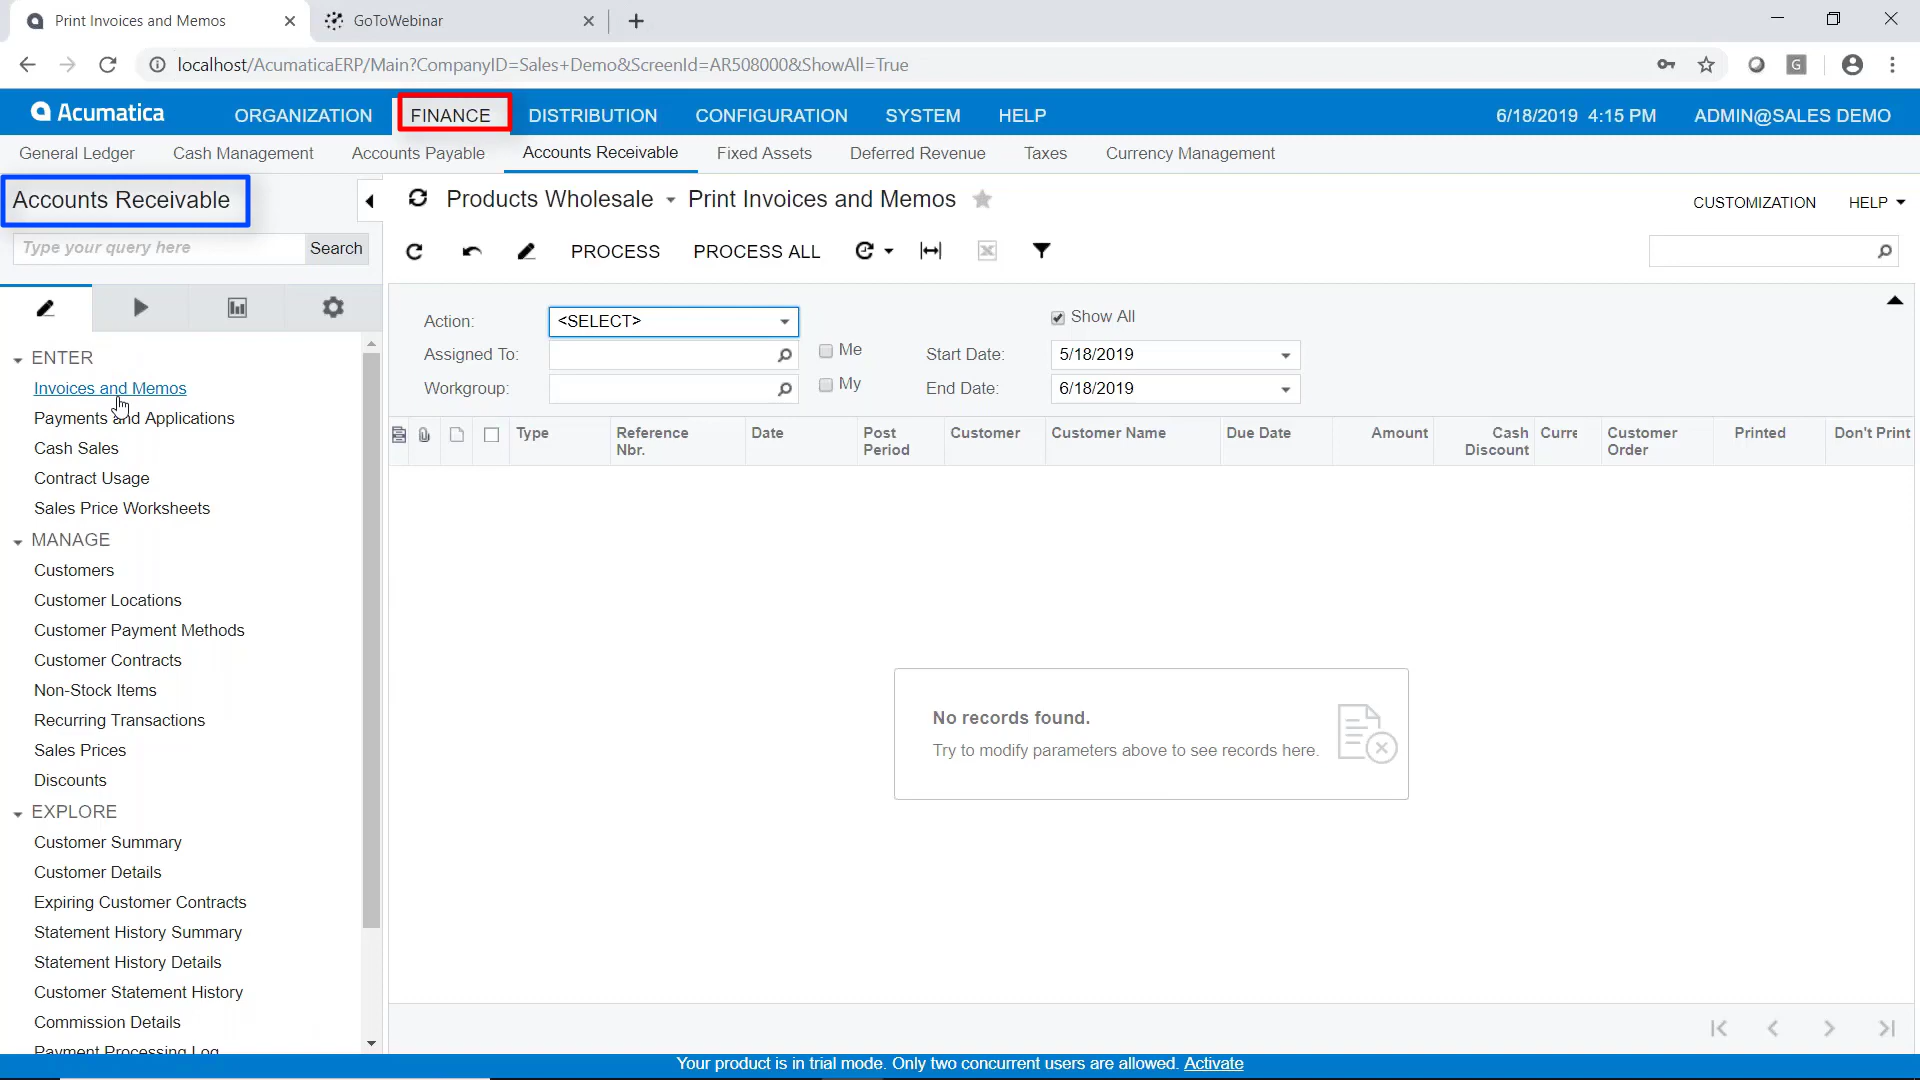 Print Invoices and Memos
GoToWebinar
localhost/AcumaticaERP/Main?CompanyID=Sales+Demo&ScreenId=AR508000&ShowAll=True
G
Acumatica
ORGANIZATION
FINANCE
DISTRIBUTION
CONFIGURATION
SYSTEM
HELP
6/18/2019 4:15 PM
ADMIN@SALES DEMO
General Ledger
Cash Management
Accounts Payable
Accounts Receivable
Fixed Assets
Deferred Revenue
Taxes
Currency Management
Accounts Receivable
Products Wholesale
Print Invoices and Memos
CUSTOMIZATION
HELP
Type your query here
Search
PROCESS
PROCESS ALL
Action:
<SELECT>
Show All
Assigned To:
Me
Start Date:
5/18/2019
Workgroup:
My
End Date:
6/18/2019
Type
Reference
Nbr.
Date
Post
Period
Customer
Customer Name
Due Date
Amount
Cash
Discount
Curre
Customer
Order
Printed
Don't Print
ENTER
Invoices and Memos
Payments and Applications
Cash Sales
Contract Usage
Sales Price Worksheets
MANAGE
Customers
Customer Locations
Customer Payment Methods
Customer Contracts
Non-Stock Items
Recurring Transactions
Sales Prices
Discounts
EXPLORE
Customer Summary
Customer Details
Expiring Customer Contracts
Statement History Summary
Statement History Details
Customer Statement History
Commission Details
Payment Processing Log
No records found.
Try to modify parameters above to see records here.
Your product is in trial mode. Only two concurrent users are allowed. Activate